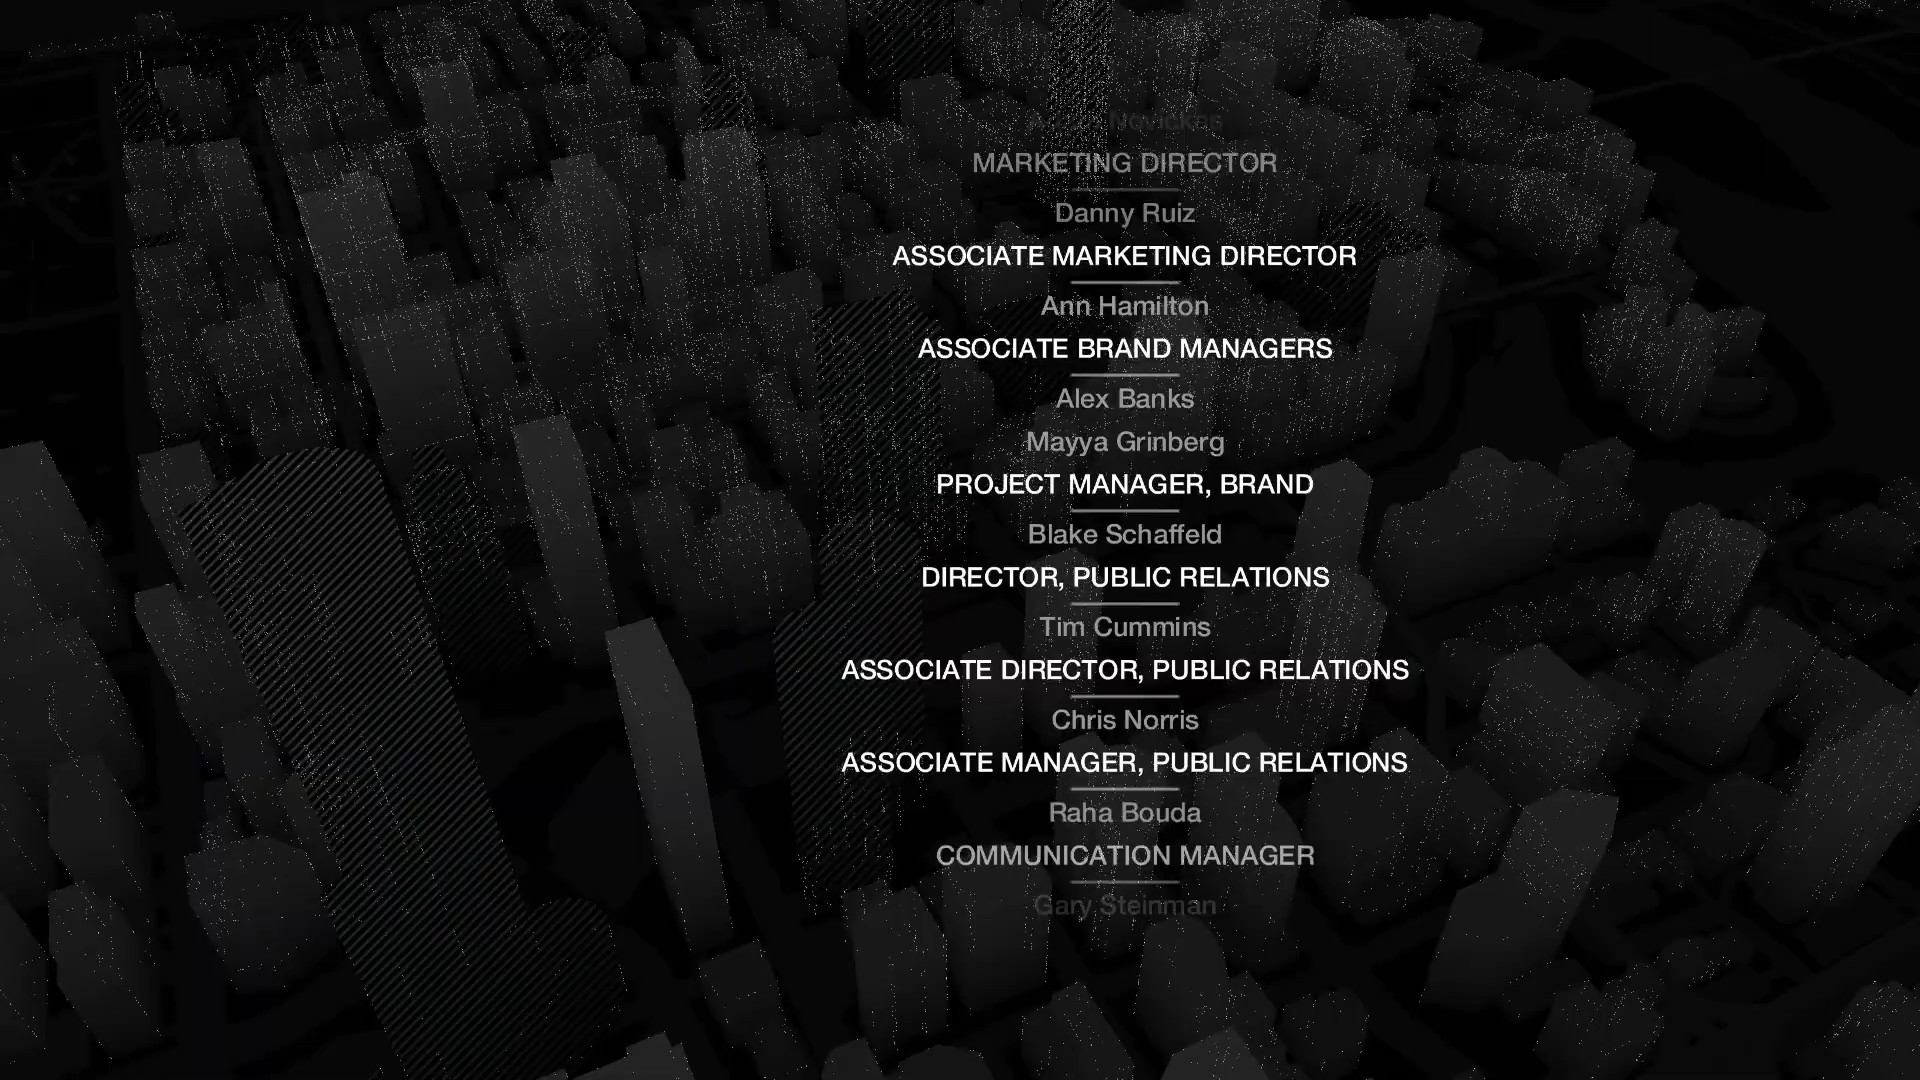 Novickas
MARKETING DIRECTOR
Danny Ruiz
ASSOCIATE MARKETING DIRECTOR
Ann Hamilton
ASSOCIATE BRAND MANAGERS
Alex Banks
Mayya Grinberg
PROJECT MANAGER, BRAND
Blake Schaffeld
DIRECTOR, PUBLIC RELATIONS
Tim Cummins
ASSOCIATE DIRECTOR, PUBLIC RELATIONS
Chris Norris
ASSOCIATE MANAGER, PUBLIC RELATIONS
Raha Bouda
COMMUNICATION MANAGER
Gary Steinman